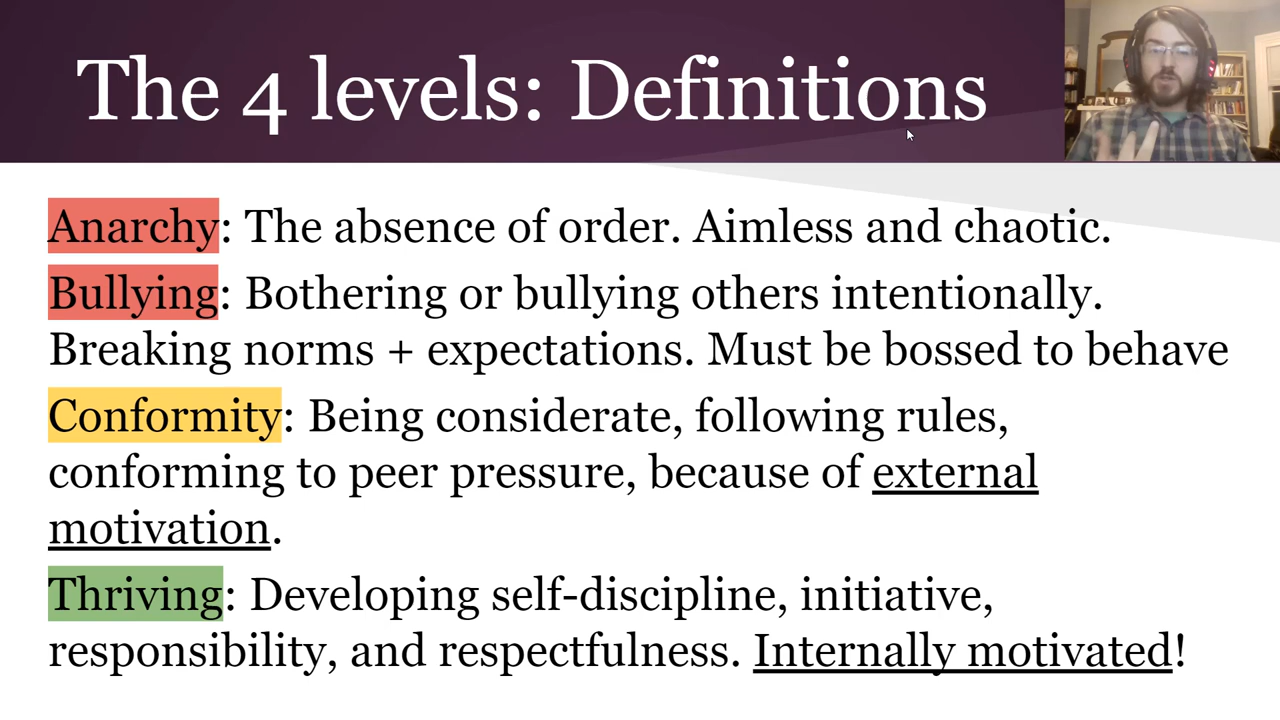 The 4 levels: Definitions
Anarchy: The absence of order. Aimless and chaotic.
Bullying: Bothering or bullying others intentionally.
Breaking norms + expectations. Must be bossed to behave
Conformity: Being considerate, following rules,
conforming to peer pressure, because of external
motivation.
Thriving: Developing self-discipline, initiative,
responsibility, and respectfulness. Internally motivated!